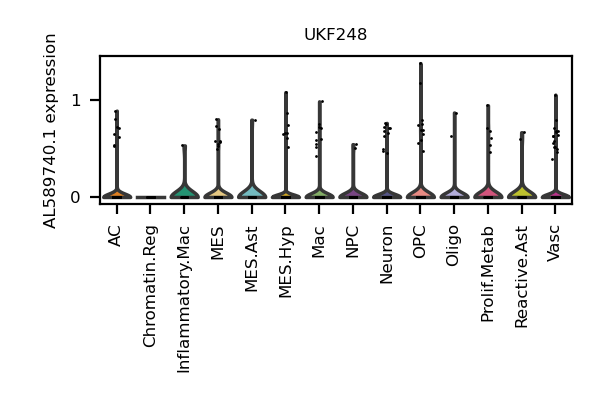 UKF248
AL589740.1 expression
1
0
AC
Chromatin.Reg
Inflammatory.Mac
MES
MES.Ast
MES.Hyp
Mac
NPC
Neuron
OPC
Oligo
Prolif.Metab
Reactive.Ast
Vasc